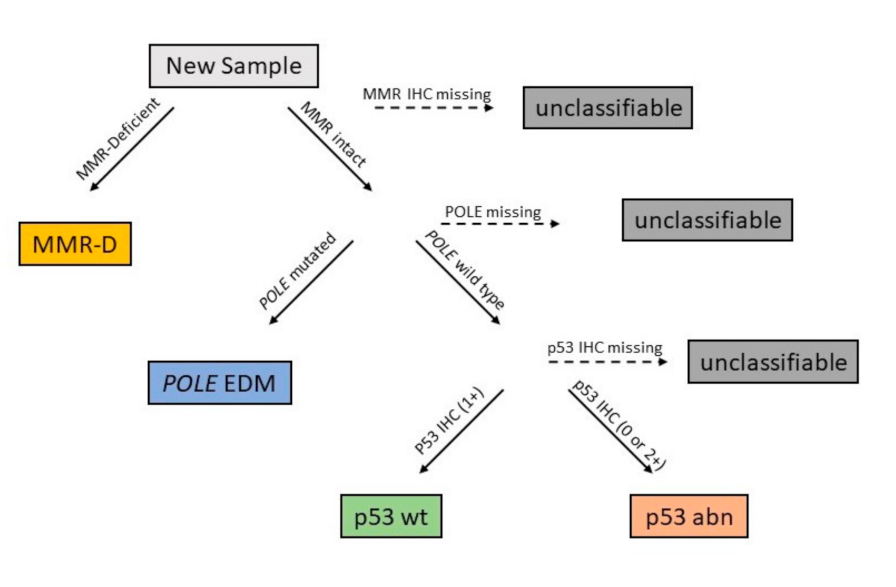 New Sample
MMR IHC missing
unclassifiable
MMR-Deficient
MMR intact
POLE missing
unclassifiable
MMR-D
POLE mutated
POLE wild type
p53 IHC missing
unclassifiable
POLE EDM
P53 IHC (1+)
p53 IHC (0 or 2+)
p53 wt
p53 abn